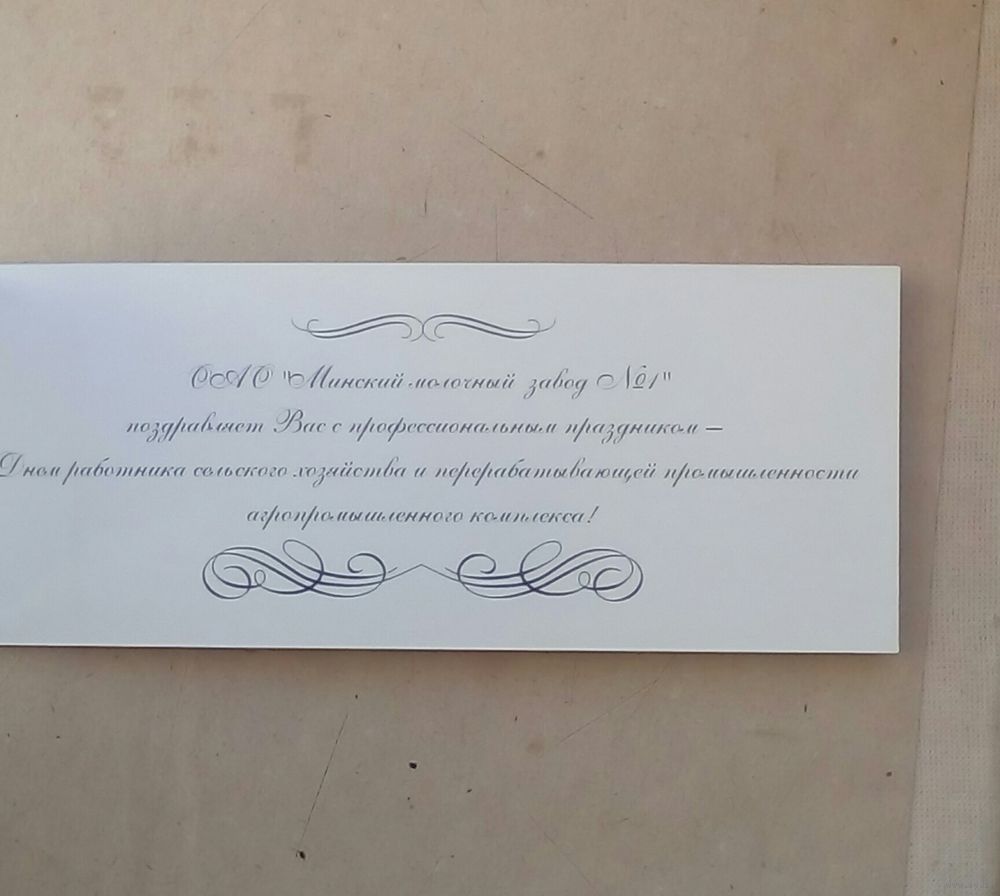 ОАО "Минский молочный завод №1"
поздравляет Вас с профессиональным праздником –
Днем работника сельского хозяйства и перерабатывающей промышленности
агропромышленного комплекса!